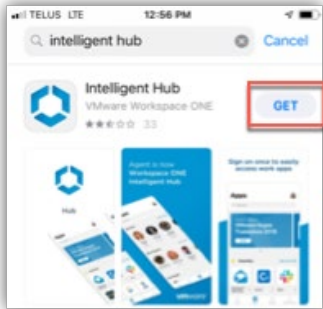 TELUS LTE 12:56 PM
intelligent hub Cancel
Intelligent Hub
VMware Workspace ONE
33
GET
Hub
Agent is now
Workspace ONE
Intelligent Hub
Sign on once to easily
access work apps
Apps
vmware